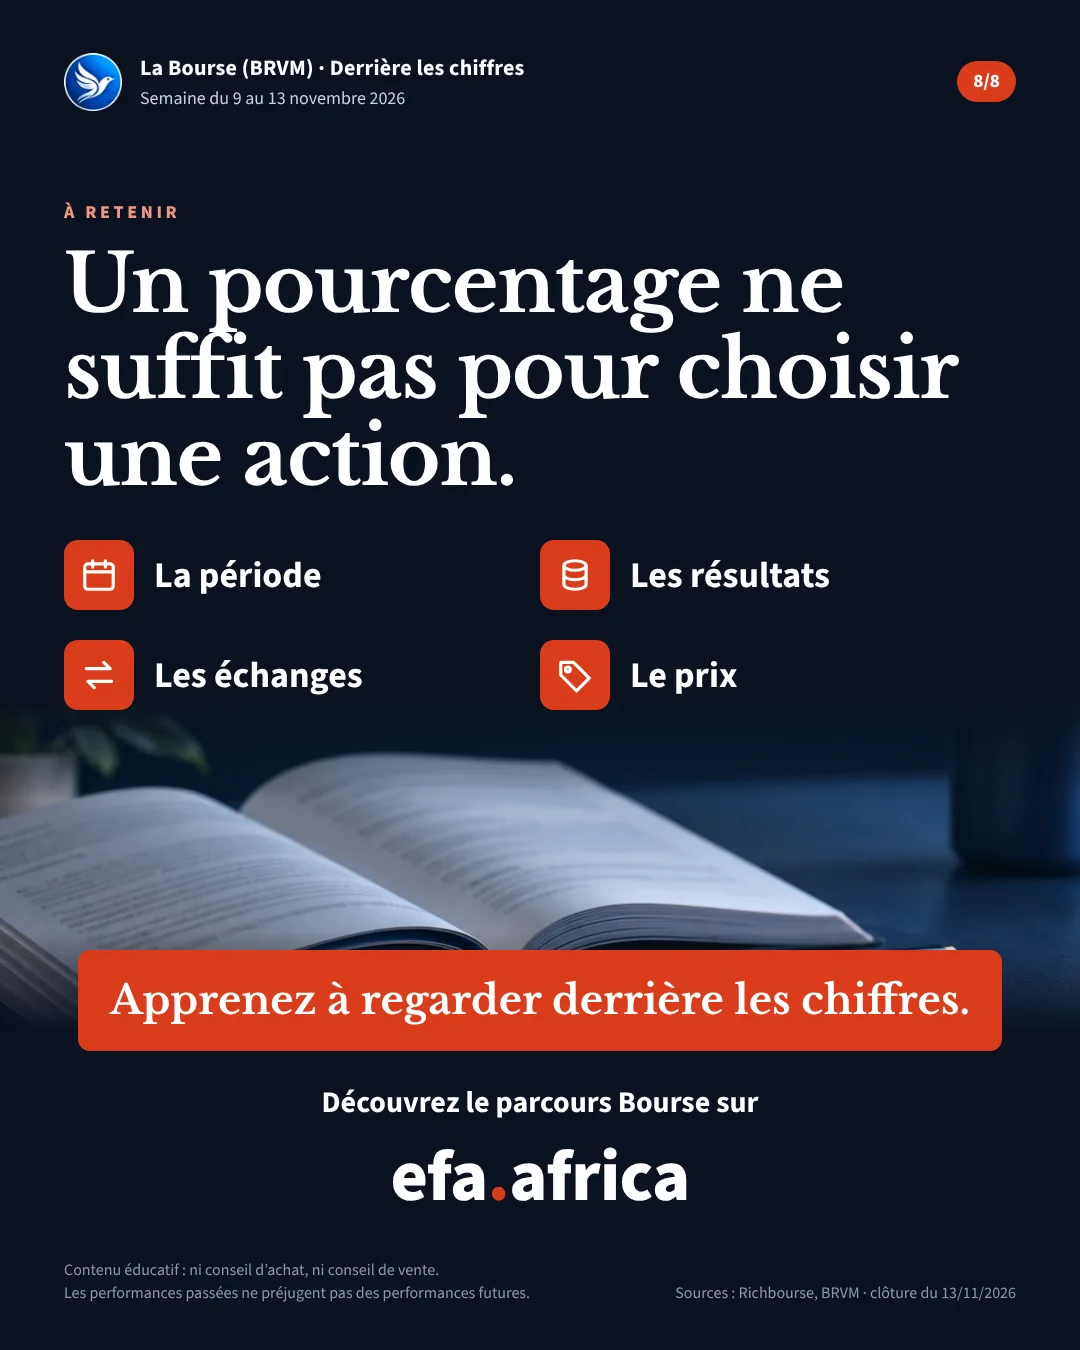 La Bourse (BRVM) · Derrière les chiffres
Semaine du 9 au 13 novembre 2026
8/8
À RETENIR
Un pourcentage ne
suffit pas pour choisir
une action.
La période
Les résultats
Les échanges
Le prix
Apprenez à regarder derrière les chiffres.
Découvrez le parcours Bourse sur
efa.africa
Contenu éducatif : ni conseil d’achat, ni conseil de vente.
Les performances passées ne préjugent pas des performances futures.
Sources : Richbourse, BRVM · clôture du 13/11/2026